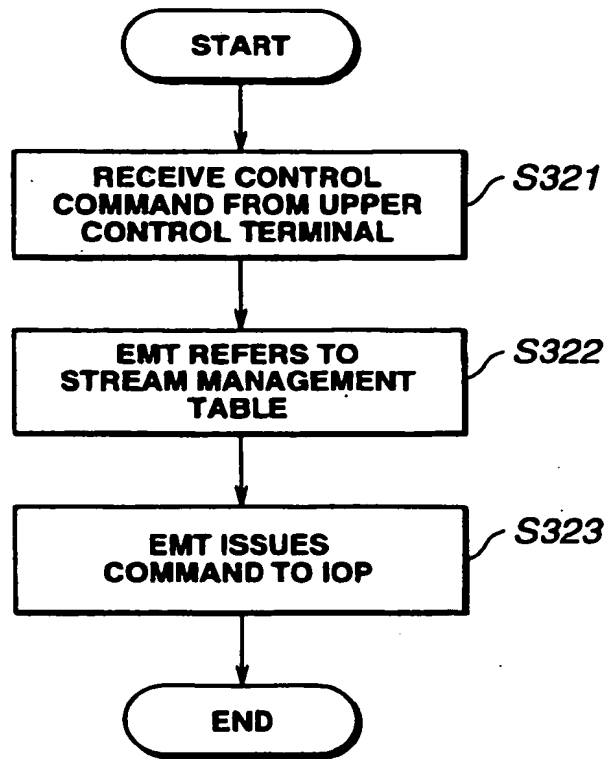 START
RECEIVE CONTROL
COMMAND FROM UPPER
CONTROL TERMINAL
S321
EMT REFERS TO
STREAM MANAGEMENT
TABLE
S322
EMT ISSUES
COMMAND TO IOP
S323
END